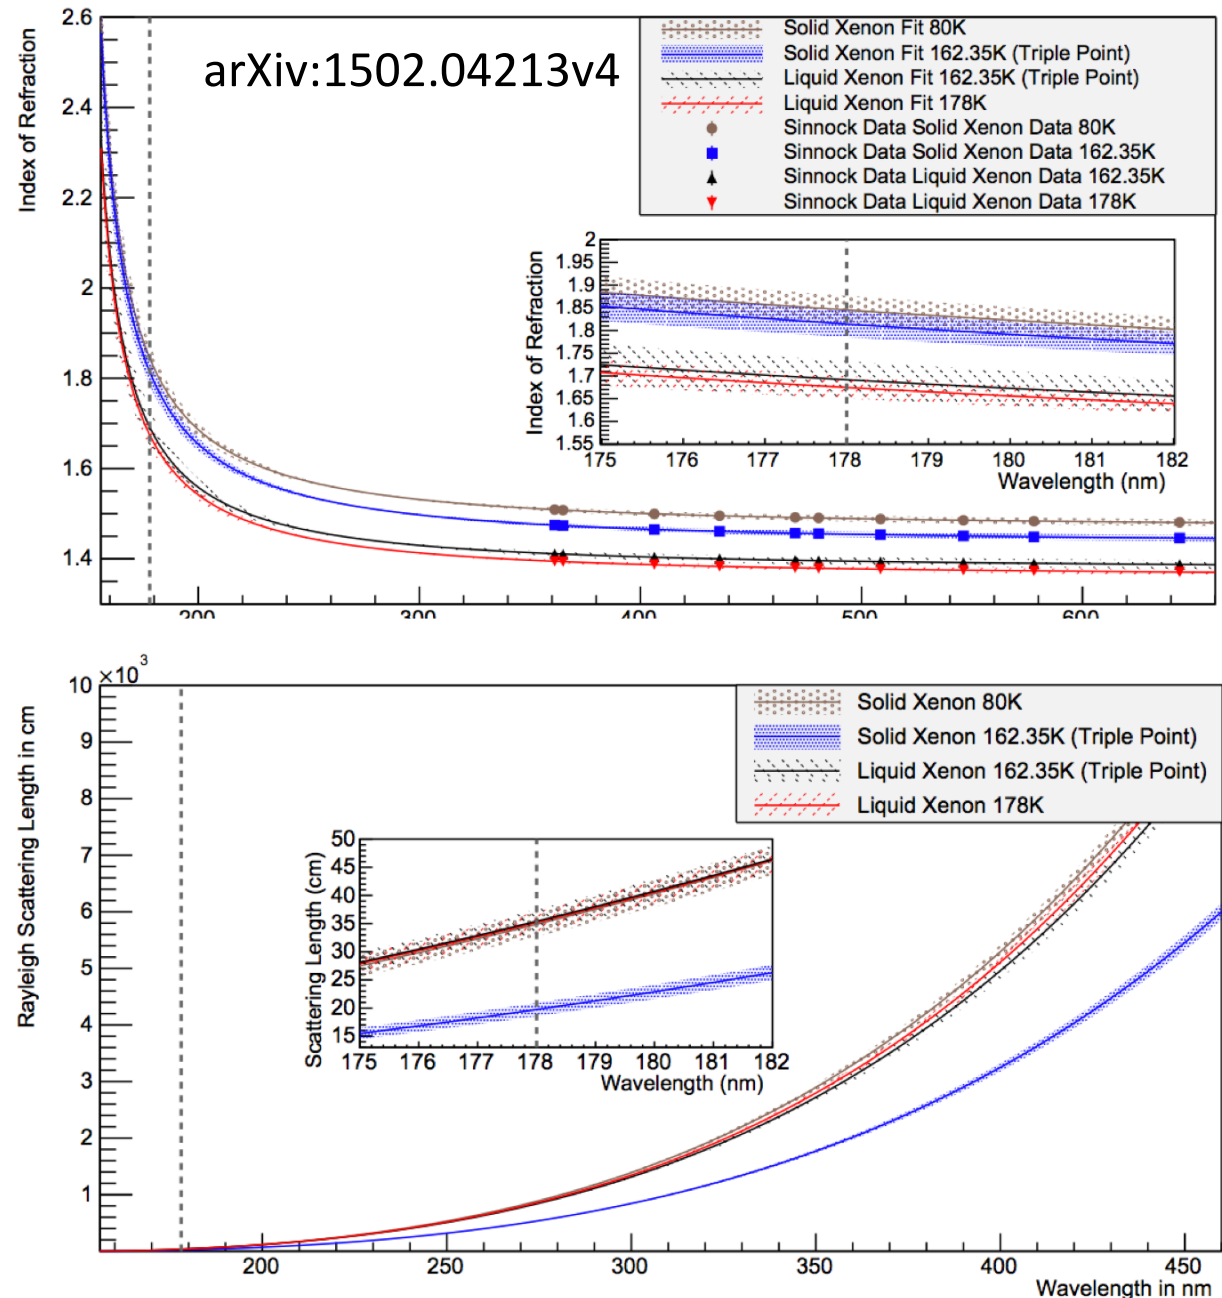 2.6
Index of Refraction
arXiv:1502.04213v4
Solid Xenon Fit 80K
Solid Xenon Fit 162.35K (Triple Point)
Liquid Xenon Fit 162.35K (Triple Point)
Liquid Xenon Fit 178K
Sinnock Data Solid Xenon Data 80K
Sinnock Data Solid Xenon Data 162.35K
Sinnock Data Liquid Xenon Data 162.35K
Sinnock Data Liquid Xenon Data 178K
2.4
2.2
2
1.8
1.6
1.4
Index of Refraction
2
1.95
1.9
1.85
1.8
1.75
1.7
1.65
1.6
1.55
175 176 177 178 179 180 181 182
Wavelength (nm)
200 300 400 500 600
×10³
Rayleigh Scattering Length in cm
10
9
8
7
6
5
4
3
2
1
Solid Xenon 80K
Solid Xenon 162.35K (Triple Point)
Liquid Xenon 162.35K (Triple Point)
Liquid Xenon 178K
Scattering Length (cm)
50
45
40
35
30
25
20
15
175 176 177 178 179 180 181 182
Wavelength (nm)
200 250 300 350 400 450
Wavelength in nm